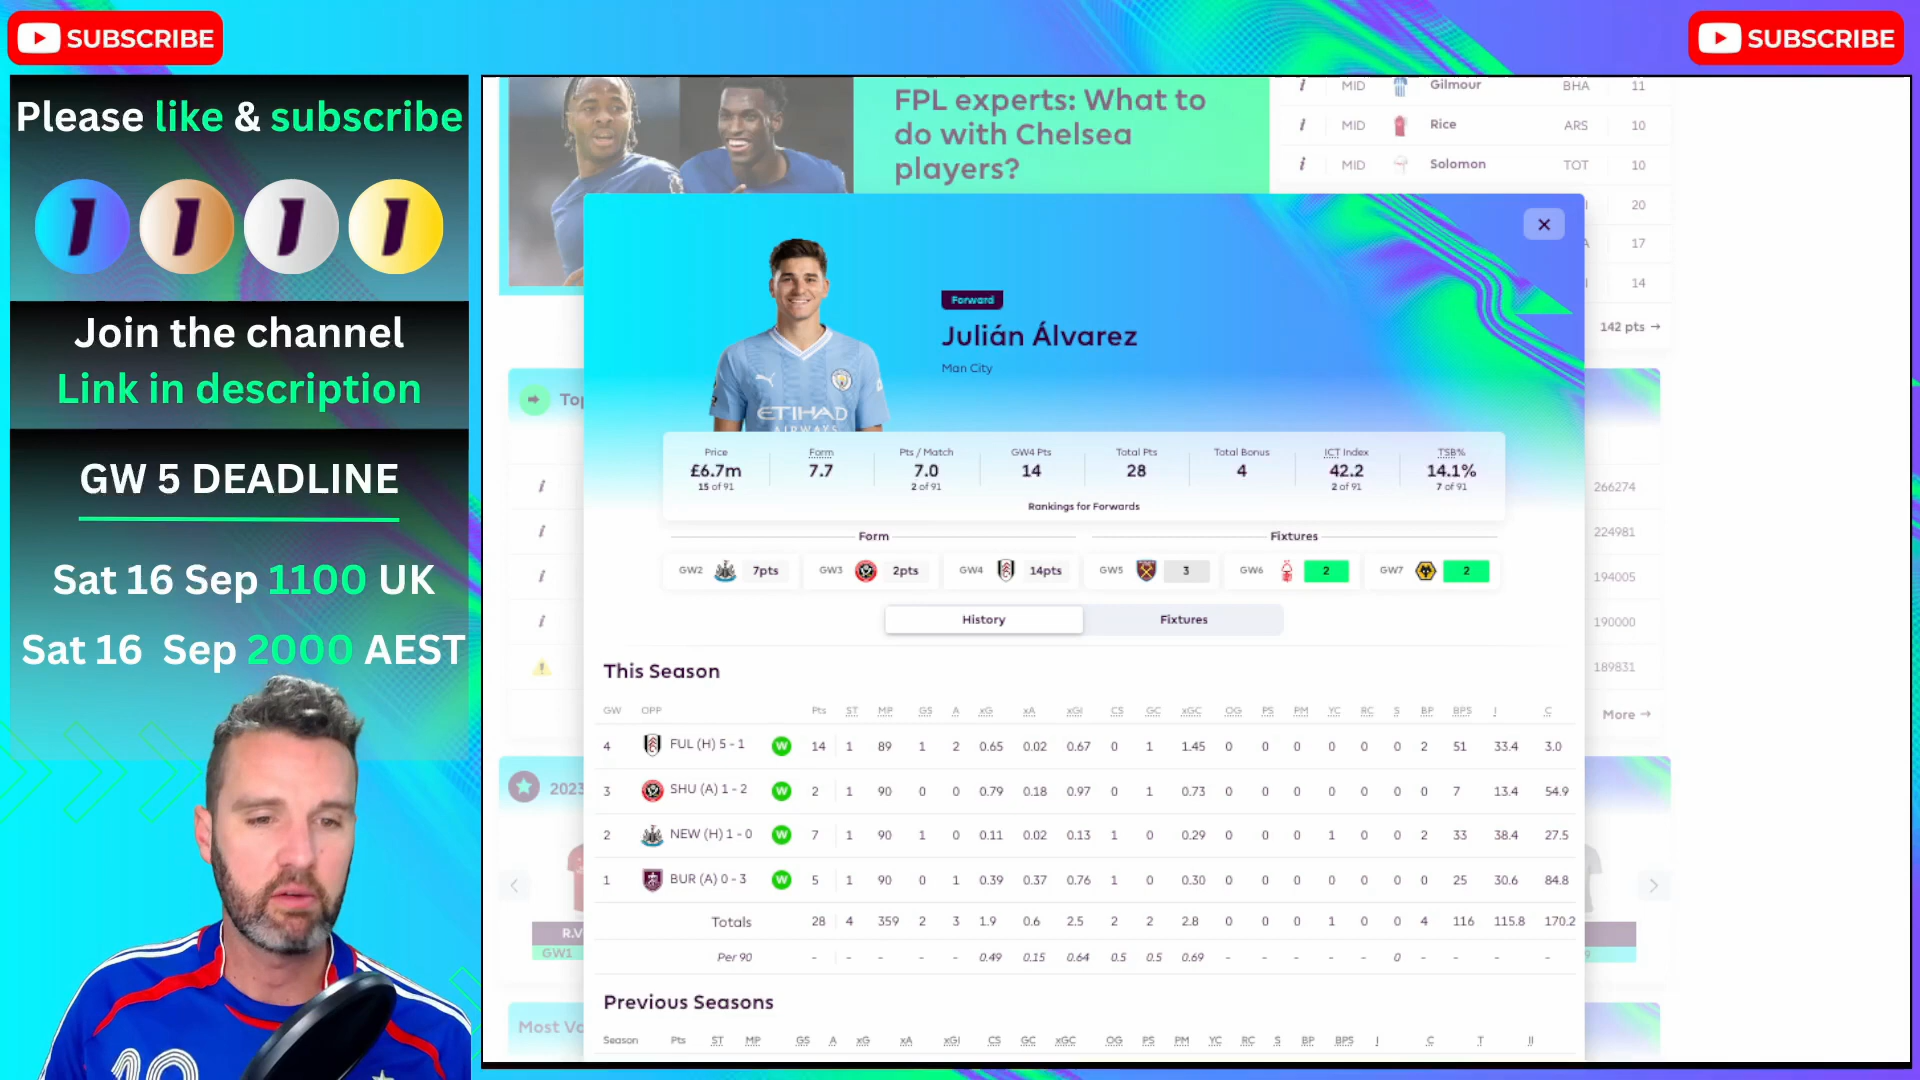 SUBSCRIBE
SUBSCRIBE
Please like & subscribe
Join the channel
Link in description
GW 5 DEADLINE
Sat 16 Sep 1100 UK
Sat 16 Sep 2000 AEST
FPL experts: What to
do with Chelsea
players?
i MID Gilmour BHA 11
i MID Rice ARS 10
i MID Solomon TOT 10
20
17
14
142 pts →
Forward
Julián Álvarez
Man City
ETIHAD
AIRWAYS
Price Form Pts / Match GW4 Pts Total Pts Total Bonus ICT Index TSB%
£6.7m 7.7 7.0 14 28 4 42.2 14.1%
15 of 91 2 of 91 2 of 91 7 of 91
Rankings for Forwards
Form Fixtures
GW2 7pts GW3 2pts GW4 14pts GW5 3 GW6 2 GW7 2
History Fixtures
This Season
GW OPP Pts ST MP GS A xG xA xGI CS GC xGC OG PS PM YC RC S BP BPS I C
4 FUL (H) 5 - 1 W 14 1 89 1 2 0.65 0.02 0.67 0 1 1.45 0 0 0 0 0 0 2 51 33.4 3.0
3 SHU (A) 1 - 2 W 2 1 90 0 0 0.79 0.18 0.97 0 1 0.73 0 0 0 0 0 0 0 7 13.4 54.9
2 NEW (H) 1 - 0 W 7 1 90 1 0 0.11 0.02 0.13 1 0 0.29 0 0 0 1 0 0 2 33 38.4 27.5
1 BUR (A) 0 - 3 W 5 1 90 0 1 0.39 0.37 0.76 1 0 0.30 0 0 0 0 0 0 0 25 30.6 84.8
Totals 28 4 359 2 3 1.9 0.6 2.5 2 2 2.8 0 0 0 1 0 0 4 116 115.8 170.2
Per 90 - - - - - 0.49 0.15 0.64 0.5 0.5 0.69 - - - - - 0 - - - -
Previous Seasons
Season Pts ST MP GS A xG xA xGI CS GC xGC OG PS PM YC RC S BP BPS I C T II
Top
i
i
i
i
266274
224981
194005
190000
189831
More →
2023
R.V
GW1
Most Va
10